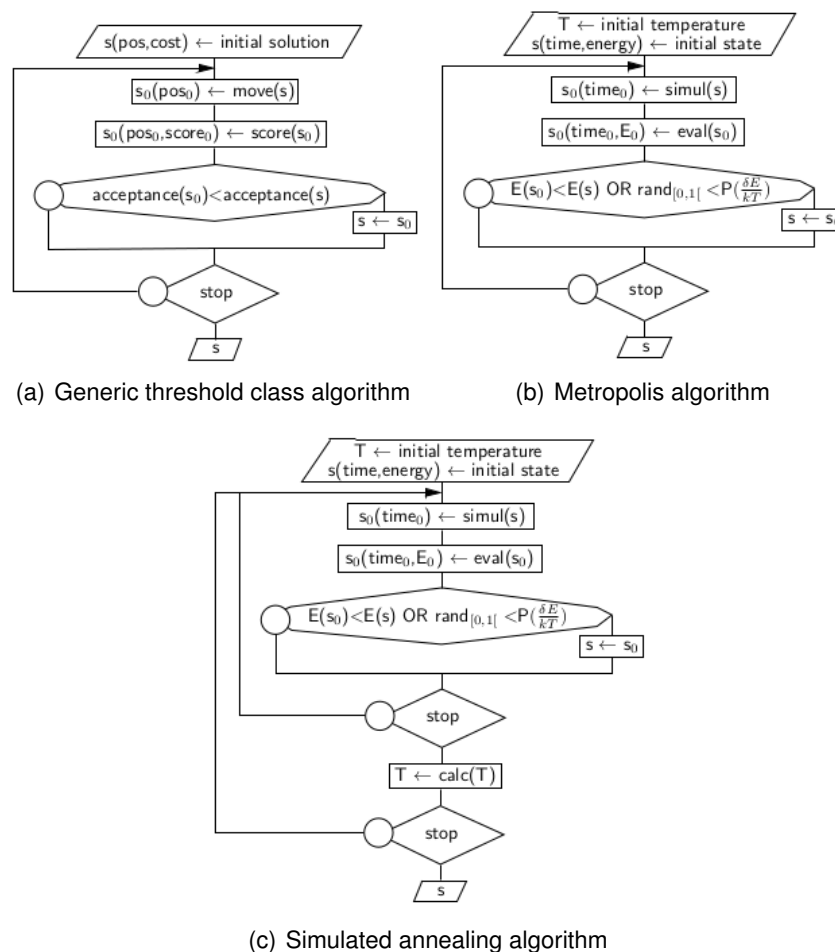 s(pos,cost) ← initial solution
s₀(pos₀) ← move(s)
s₀(pos₀,score₀) ← score(s₀)
acceptance(s₀)<acceptance(s)
s ← s₀
stop
s
(a) Generic threshold class algorithm
T ← initial temperature
s(time,energy) ← initial state
s₀(time₀) ← simul(s)
s₀(time₀,E₀) ← eval(s₀)
E(s₀)<E(s) OR rand[0,1[ <P(δE/kT)
s ← s
stop
s
(b) Metropolis algorithm
T ← initial temperature
s(time,energy) ← initial state
s₀(time₀) ← simul(s)
s₀(time₀,E₀) ← eval(s₀)
E(s₀)<E(s) OR rand[0,1[ <P(δE/kT)
s ← s₀
stop
T ← calc(T)
stop
s
(c) Simulated annealing algorithm